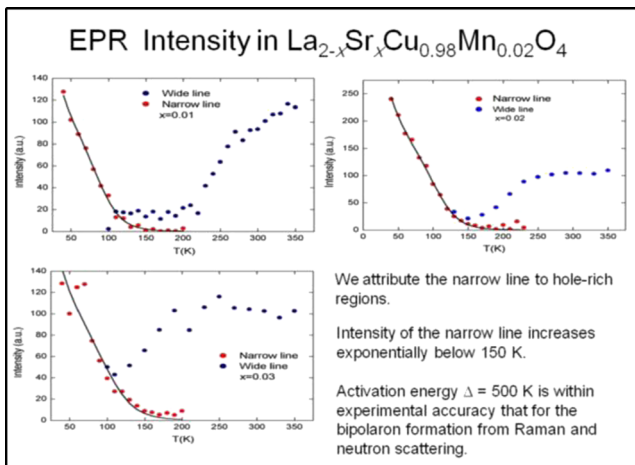 EPR Intensity in La2-xSrxCu0.98Mn0.02O4
140
120
100
80
60
40
20
0
Intensity (a.u.)
Wide line
Narrow line
x=0.01
50 100 150 200 250 300 350
T(K)
250
200
150
100
50
0
Intensity (a.u.)
Narrow line
Wide line
x=0.02
0 50 100 150 200 250 300 350
T(K)
140
120
100
80
60
40
20
0
Intensity (a.u.)
Narrow line
Wide line
x=0.03
50 100 150 200 250 300 350
T(K)
We attribute the narrow line to hole-rich
regions.
Intensity of the narrow line increases
exponentially below 150 K.
Activation energy Δ = 500 K is within
experimental accuracy that for the
bipolaron formation from Raman and
neutron scattering.